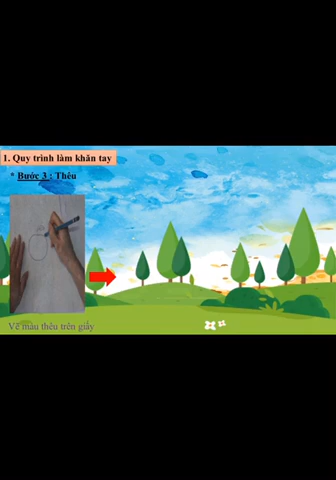 1. Quy trình làm khăn tay
* Bước 3 : Thêu
Vẽ mẫu thêu trên giấy